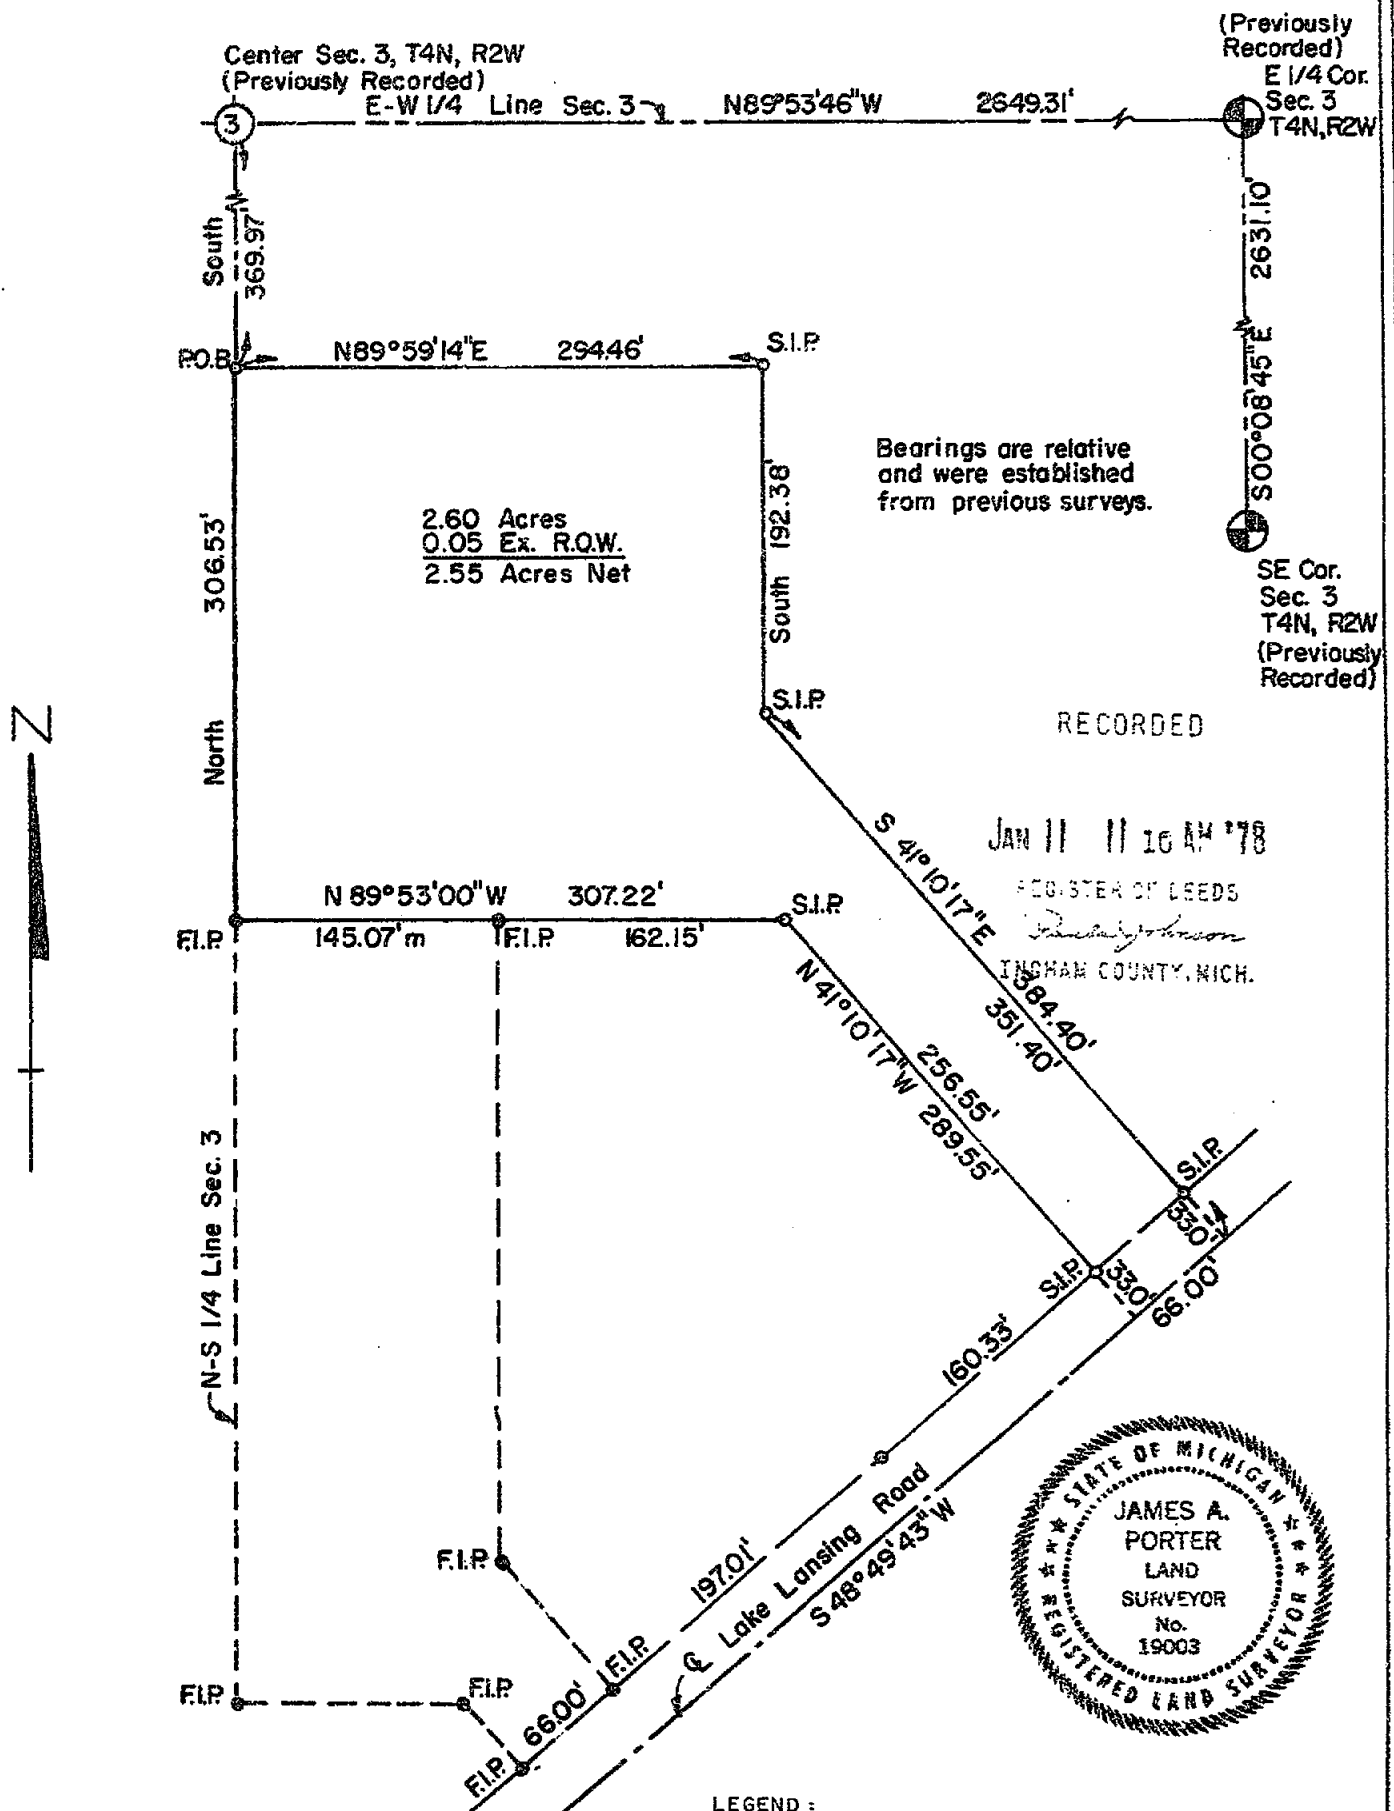 (Previously
Recorded)
E 1/4 Cor.
Sec. 3
T4N,R2W
Center Sec. 3, T4N, R2W
(Previously Recorded)
E-W 1/4 Line Sec. 3
N89°53'46"W 2649.31'
3
South
369.97'
2631.10'
S00°08'45"E
P.O.B.
N89°59'14"E 294.46'
S.I.P.
Bearings are relative
and were established
from previous surveys.
2.60 Acres
0.05 Ex. R.O.W.
2.55 Acres Net
South 192.38'
North 306.53'
SE Cor.
Sec. 3
T4N, R2W
(Previously
Recorded)
S.I.P.
N
RECORDED
JAN 11 11 16 AM '78
REGISTER OF DEEDS
INGHAM COUNTY, MICH.
S 41°10'17"E 384.40'
351.40'
N 89°53'00"W 307.22'
S.I.P.
F.I.P.
145.07'm
F.I.P.
162.15'
256.55'
N 41°10'17"W 289.55'
N-S 1/4 Line Sec. 3
S.I.P.
33.0'
S.I.P.
33.0'
66.00'
160.33'
197.01'
℄ Lake Lansing Road
S 48°49'43"W
F.I.P.
F.I.P.
F.I.P.
F.I.P.
66.00'
F.I.P.
STATE OF MICHIGAN
JAMES A.
PORTER
LAND
SURVEYOR
No.
19003
REGISTERED LAND SURVEYOR
LEGEND :